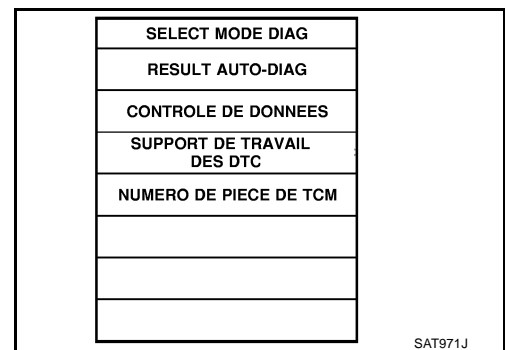 SELECT MODE DIAG
RESULT AUTO-DIAG
CONTROLE DE DONNEES
SUPPORT DE TRAVAIL
DES DTC
NUMERO DE PIECE DE TCM
SAT971J